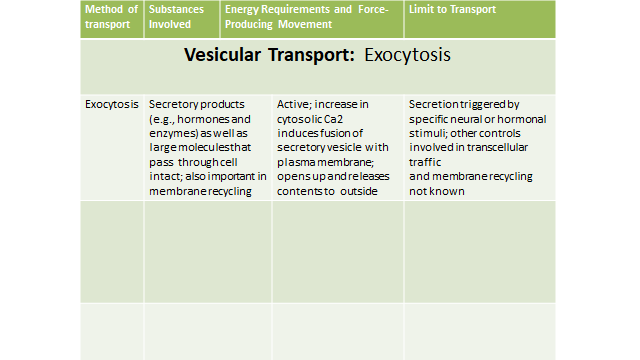 Method of
transport
Substances
Involved
Energy Requirements and Force-
Producing Movement
Limit to Transport
Vesicular Transport: Exocytosis
Exocytosis
Secretory products
(e.g., hormones and
enzymes) as well as
large molecules that
pass through cell
intact; also important in
membrane recycling
Active; increase in
cytosolic Ca2
induces fusion of
secretory vesicle with
plasma membrane;
opens up and releases
contents to outside
Secretion triggered by
specific neural or hormonal
stimuli; other controls
involved in transcellular
traffic
and membrane recycling
not known